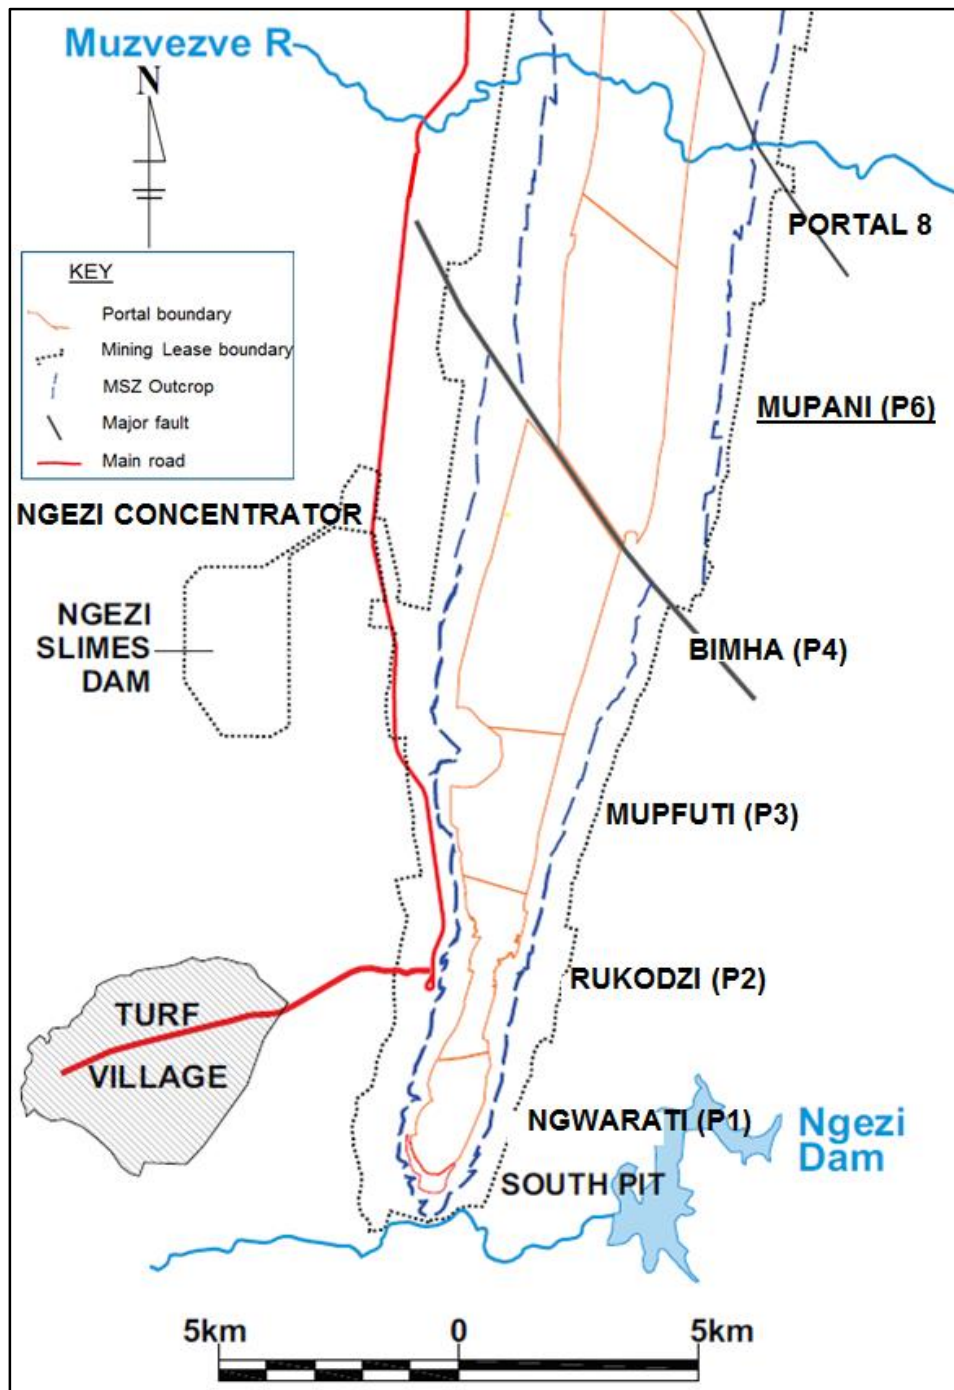 Muzvezve R
N
PORTAL 8
KEY
Portal boundary
Mining Lease boundary
MSZ Outcrop
Major fault
Main road
MUPANI (P6)
NGEZI CONCENTRATOR
NGEZI
SLIMES
DAM
BIMHA (P4)
MUPFUTI (P3)
RUKODZI (P2)
TURF
VILLAGE
NGWARATI (P1)
Ngezi
Dam
SOUTH PIT
5km 0 5km